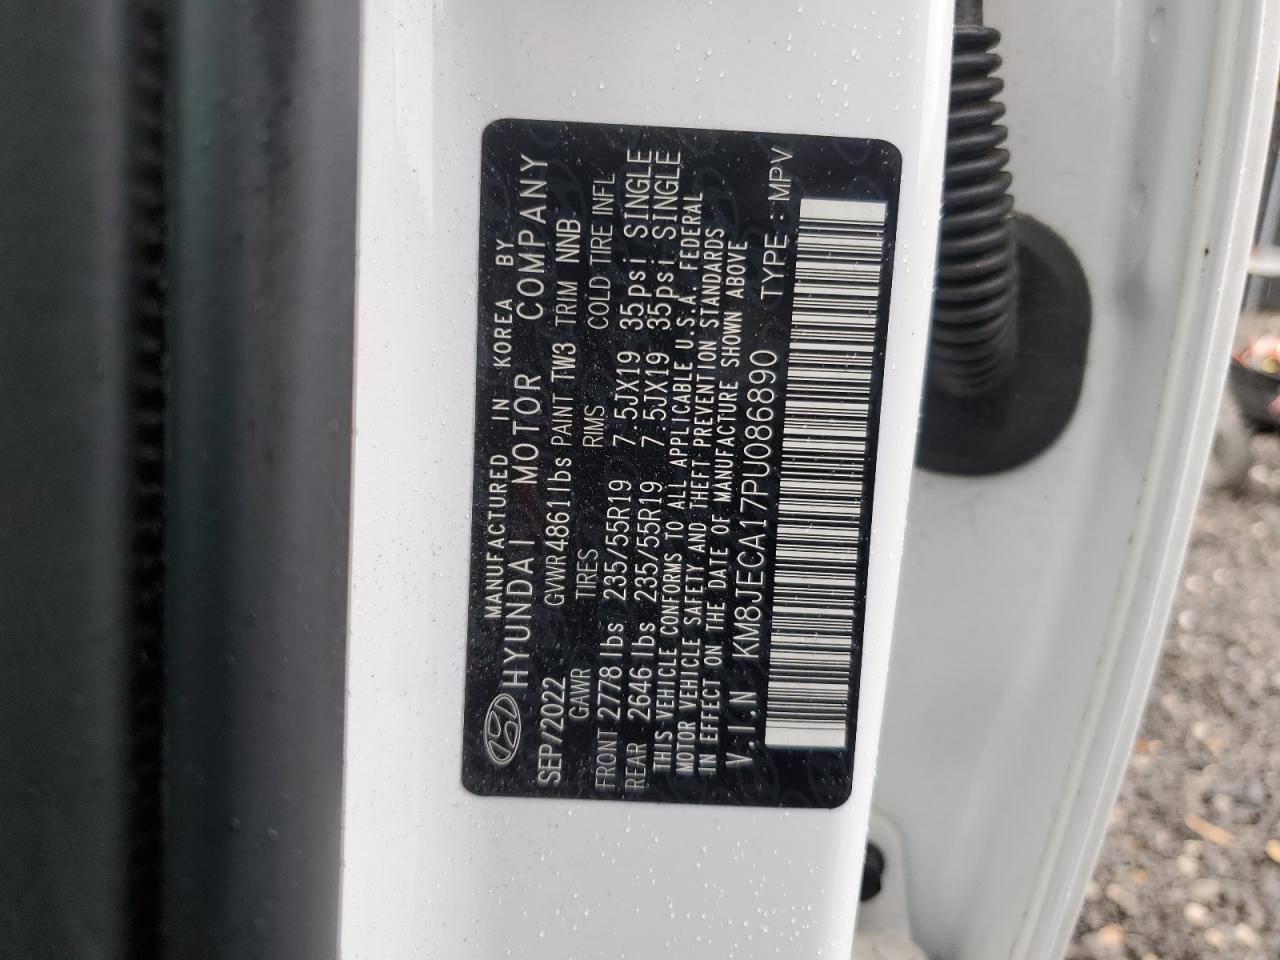 MANUFACTURED IN KOREA BY
HYUNDAI MOTOR COMPANY
SEP/2022 GVWR 4861lbs PAINT TW3 TRIM NNB
GAWR TIRES RIMS COLD TIRE INFL
FRONT 2778 lbs 235/55R19 7.5JX19 35psi SINGLE
REAR 2646 lbs 235/55R19 7.5JX19 35psi SINGLE
THIS VEHICLE CONFORMS TO ALL APPLICABLE U.S.A. FEDERAL
MOTOR VEHICLE SAFETY AND THEFT PREVENTION STANDARDS
IN EFFECT ON THE DATE OF MANUFACTURE SHOWN ABOVE
V.I.N : KM8JECA17PU086890 TYPE : MPV